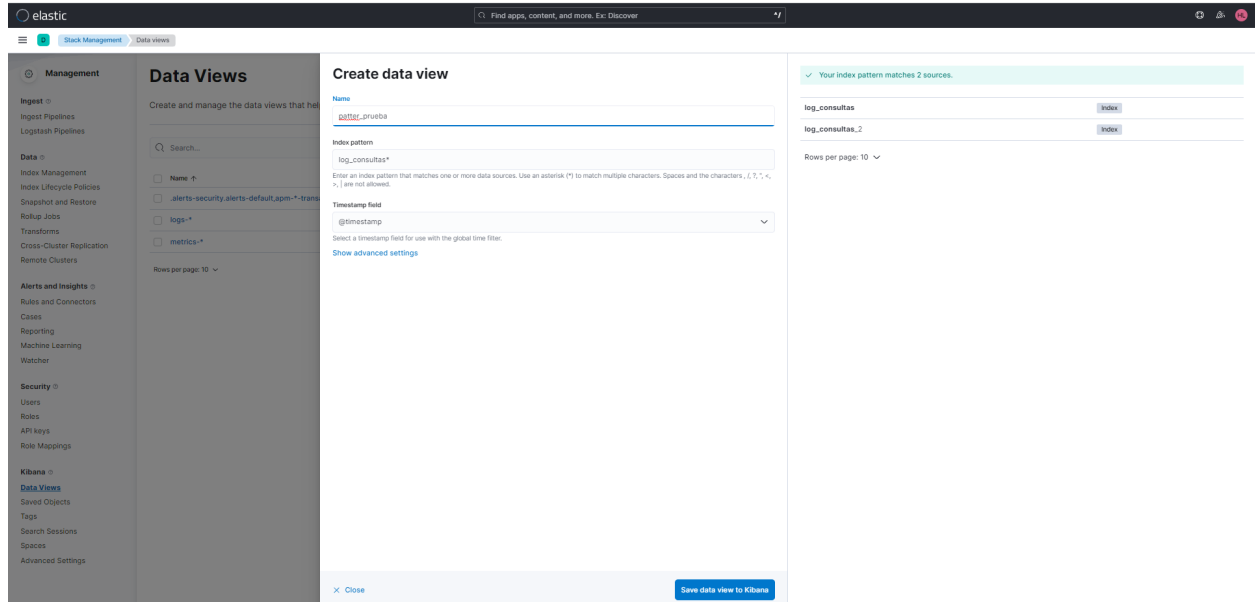 elastic
Find apps, content, and more. Ex: Discover
^/
HL
D
Stack Management
Data views
Management
Ingest
Ingest Pipelines
Logstash Pipelines
Data
Index Management
Index Lifecycle Policies
Snapshot and Restore
Rollup Jobs
Transforms
Cross-Cluster Replication
Remote Clusters
Alerts and Insights
Rules and Connectors
Cases
Reporting
Machine Learning
Watcher
Security
Users
Roles
API keys
Role Mappings
Kibana
Data Views
Saved Objects
Tags
Search Sessions
Spaces
Advanced Settings
Data Views
Create and manage the data views that hel
Search...
Name ↑
.alerts-security.alerts-default,apm-*-transa
logs-*
metrics-*
Rows per page: 10
Create data view
Name
patter_prueba
Index pattern
log_consultas*
Enter an index pattern that matches one or more data sources. Use an asterisk (*) to match multiple characters. Spaces and the characters , /, ?, ", <,
>, | are not allowed.
Timestamp field
@timestamp
Select a timestamp field for use with the global time filter.
Show advanced settings
× Close
Save data view to Kibana
✓ Your index pattern matches 2 sources.
log_consultas Index
log_consultas_2 Index
Rows per page: 10